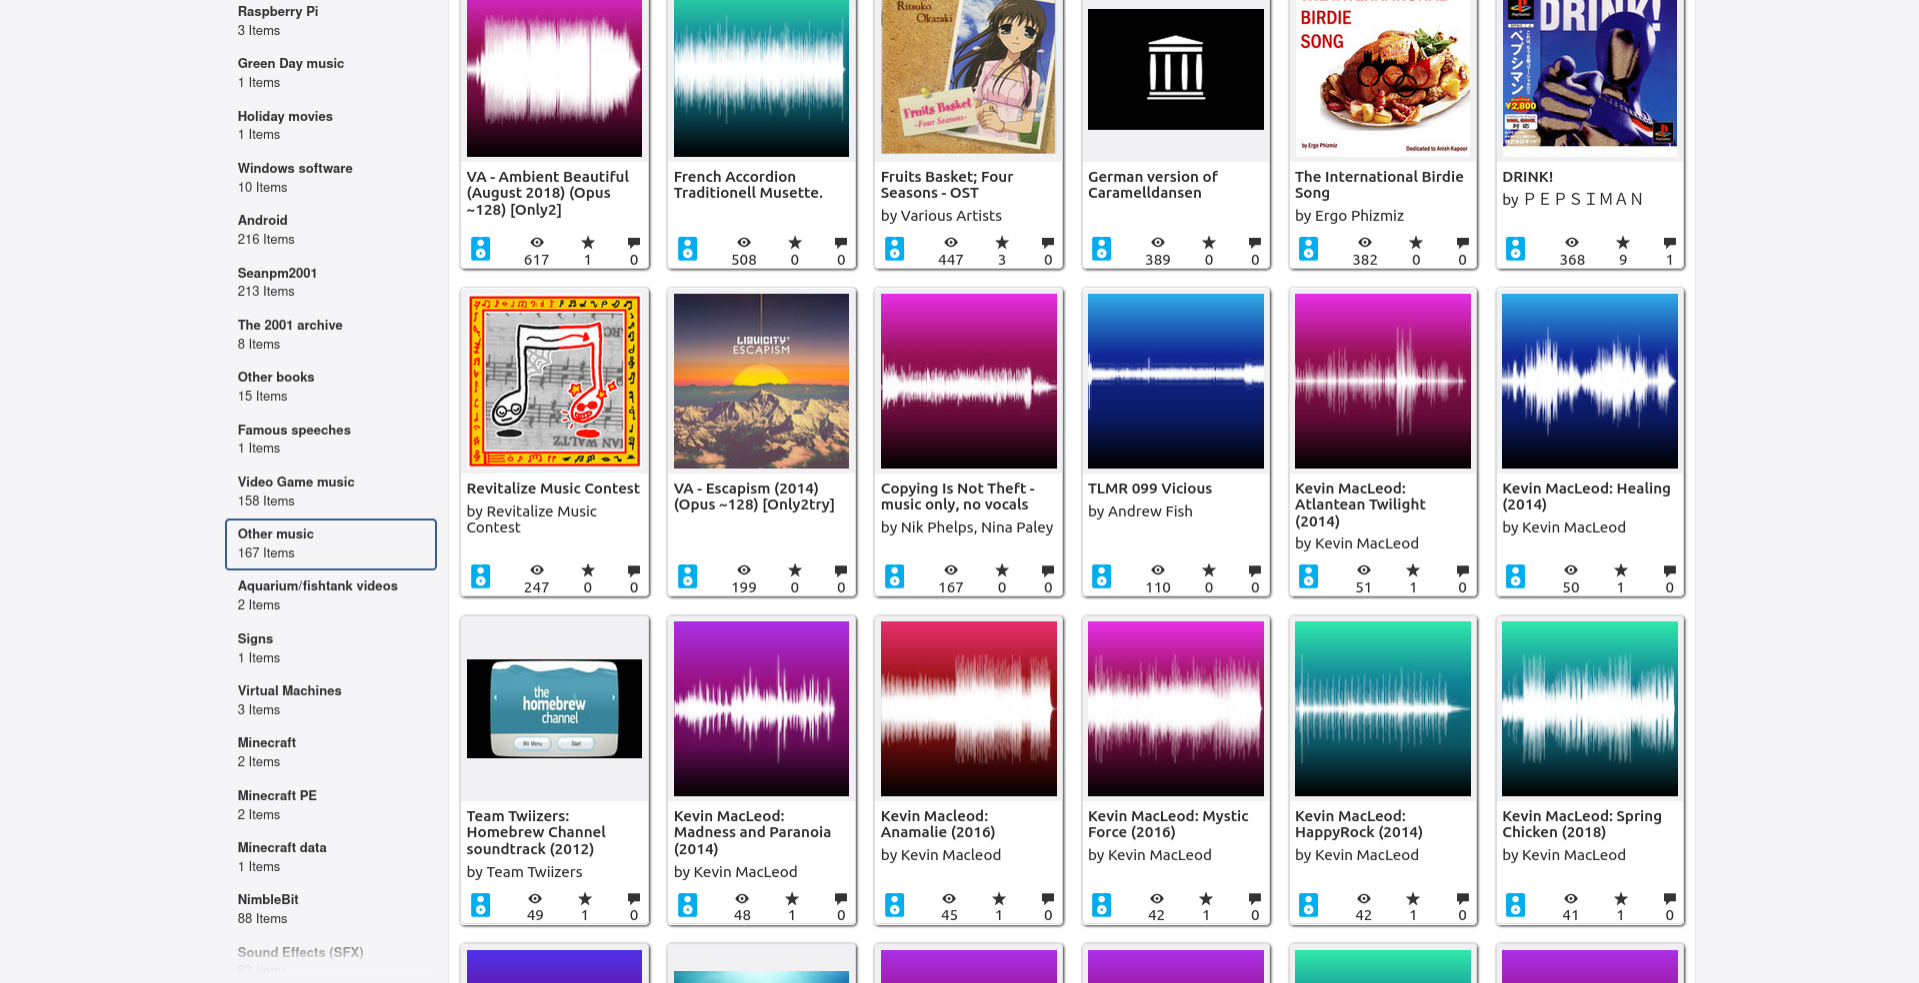 Raspberry Pi
3 Items
Green Day music
1 Items
Holiday movies
1 Items
Windows software
10 Items
Android
216 Items
Seanpm2001
213 Items
The 2001 archive
8 Items
Other books
15 Items
Famous speeches
1 Items
Video Game music
158 Items
Other music
167 Items
Aquarium/fishtank videos
2 Items
Signs
1 Items
Virtual Machines
3 Items
Minecraft
2 Items
Minecraft PE
2 Items
Minecraft data
1 Items
NimbleBit
88 Items
Sound Effects (SFX)
VA - Ambient Beautiful
(August 2018) (Opus
~128) [Only2]
617 1 0
French Accordion
Traditionell Musette.
508 0 0
Ritsuko
Okazaki
Fruits Basket
-Four Seasons-
Fruits Basket; Four
Seasons - OST
by Various Artists
447 3 0
German version of
Caramelldansen
389 0 0
BIRDIE
SONG
by Ergo Phizmiz
Dedicated to Anish Kapoor
The International Birdie
Song
by Ergo Phizmiz
382 0 0
DRINK!
PlayStation
ペプシマン
¥2,800
DRINK!
by ＰＥＰＳＩＭＡＮ
368 9 1
Revitalize Music Contest
by Revitalize Music
Contest
247 0 0
LIQUICITY
ESCAPISM
VA - Escapism (2014)
(Opus ~128) [Only2try]
199 0 0
Copying Is Not Theft -
music only, no vocals
by Nik Phelps, Nina Paley
167 0 0
TLMR 099 Vicious
by Andrew Fish
110 0 0
Kevin MacLeod:
Atlantean Twilight
(2014)
by Kevin MacLeod
51 1 0
Kevin MacLeod: Healing
(2014)
by Kevin MacLeod
50 1 0
the
homebrew
channel
Wii Menu
Start
Team Twiizers:
Homebrew Channel
soundtrack (2012)
by Team Twiizers
49 1 0
Kevin MacLeod:
Madness and Paranoia
(2014)
by Kevin MacLeod
48 1 0
Kevin Macleod:
Anamalie (2016)
by Kevin Macleod
45 1 0
Kevin MacLeod: Mystic
Force (2016)
by Kevin MacLeod
42 1 0
Kevin MacLeod:
HappyRock (2014)
by Kevin MacLeod
42 1 0
Kevin MacLeod: Spring
Chicken (2018)
by Kevin MacLeod
41 1 0